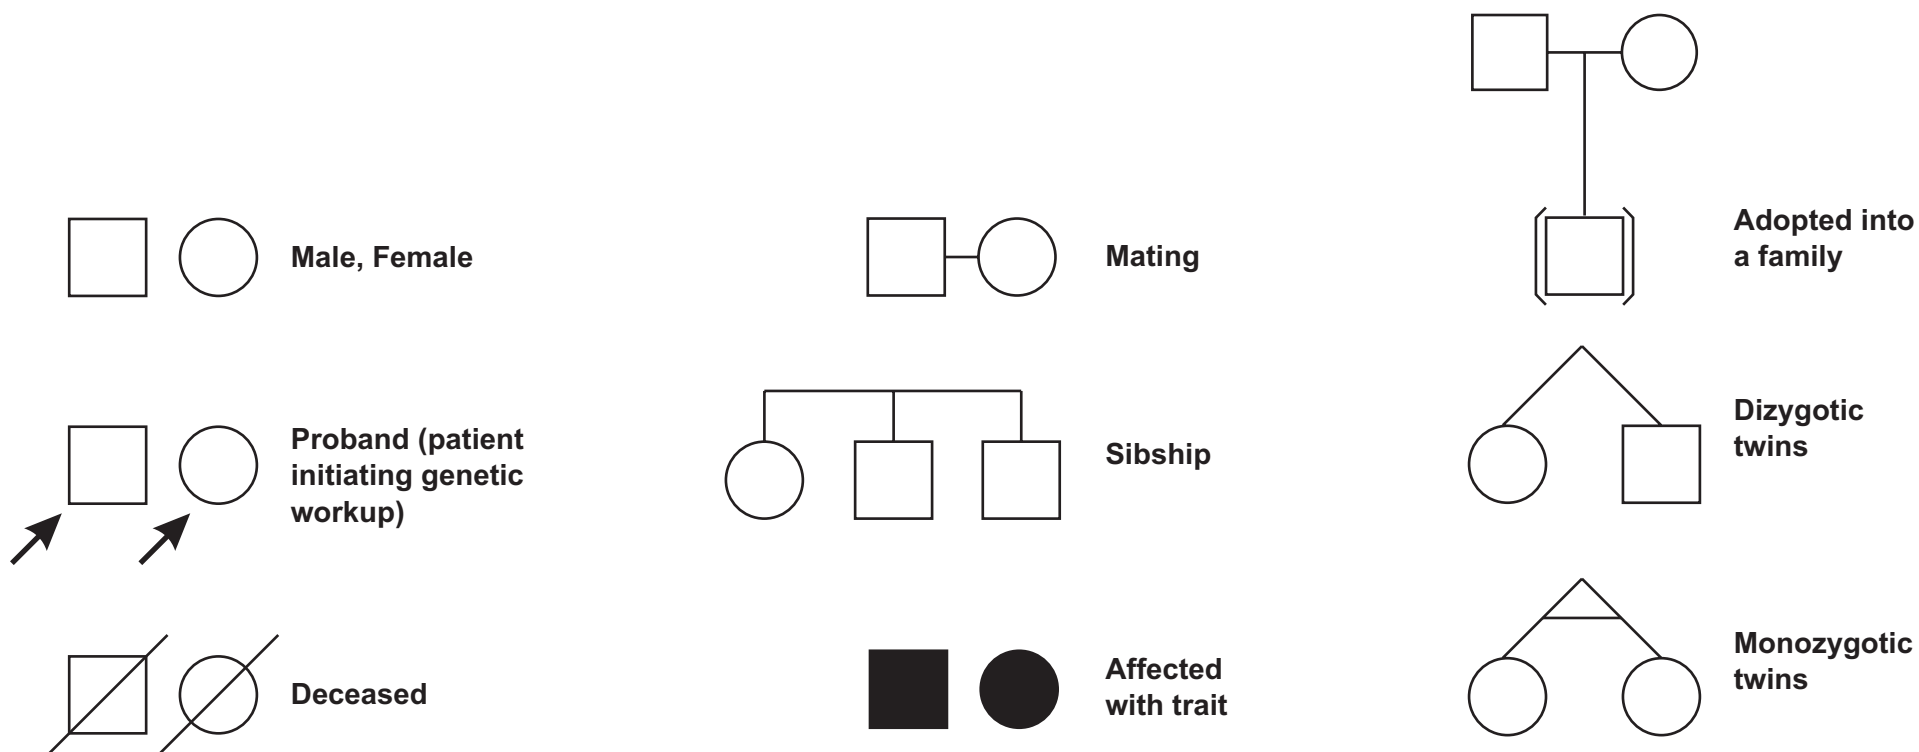 Male, Female
Proband (patient
initiating genetic
workup)
Deceased
Mating
Sibship
Affected
with trait
Adopted into
a family
Dizygotic
twins
Monozygotic
twins